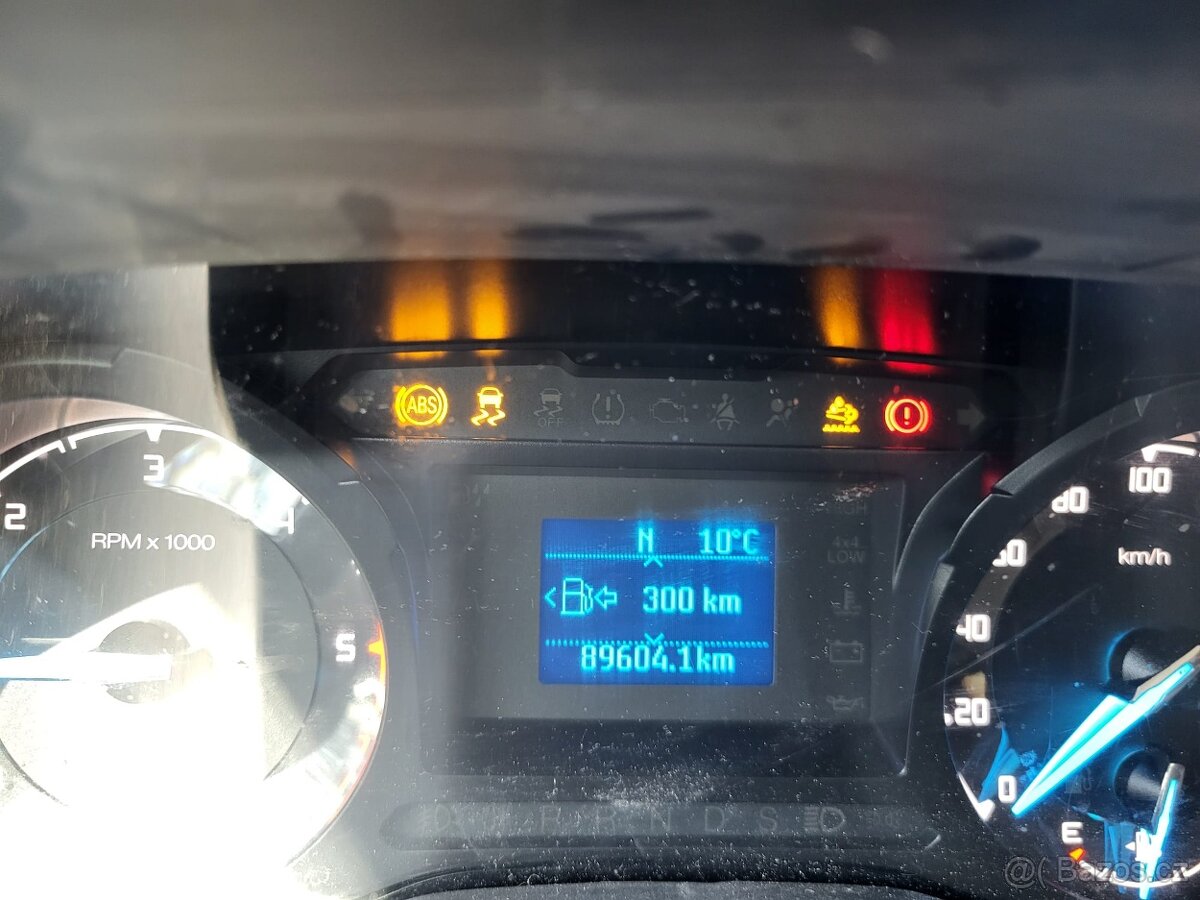 ABS
OFF
3
2
4
RPM x 1000
5
N 10°C
300 km
89604.1km
HIGH
4x4
LOW
100
80
60
km/h
40
20
0
E
P R N D S
@( Bazos.cz